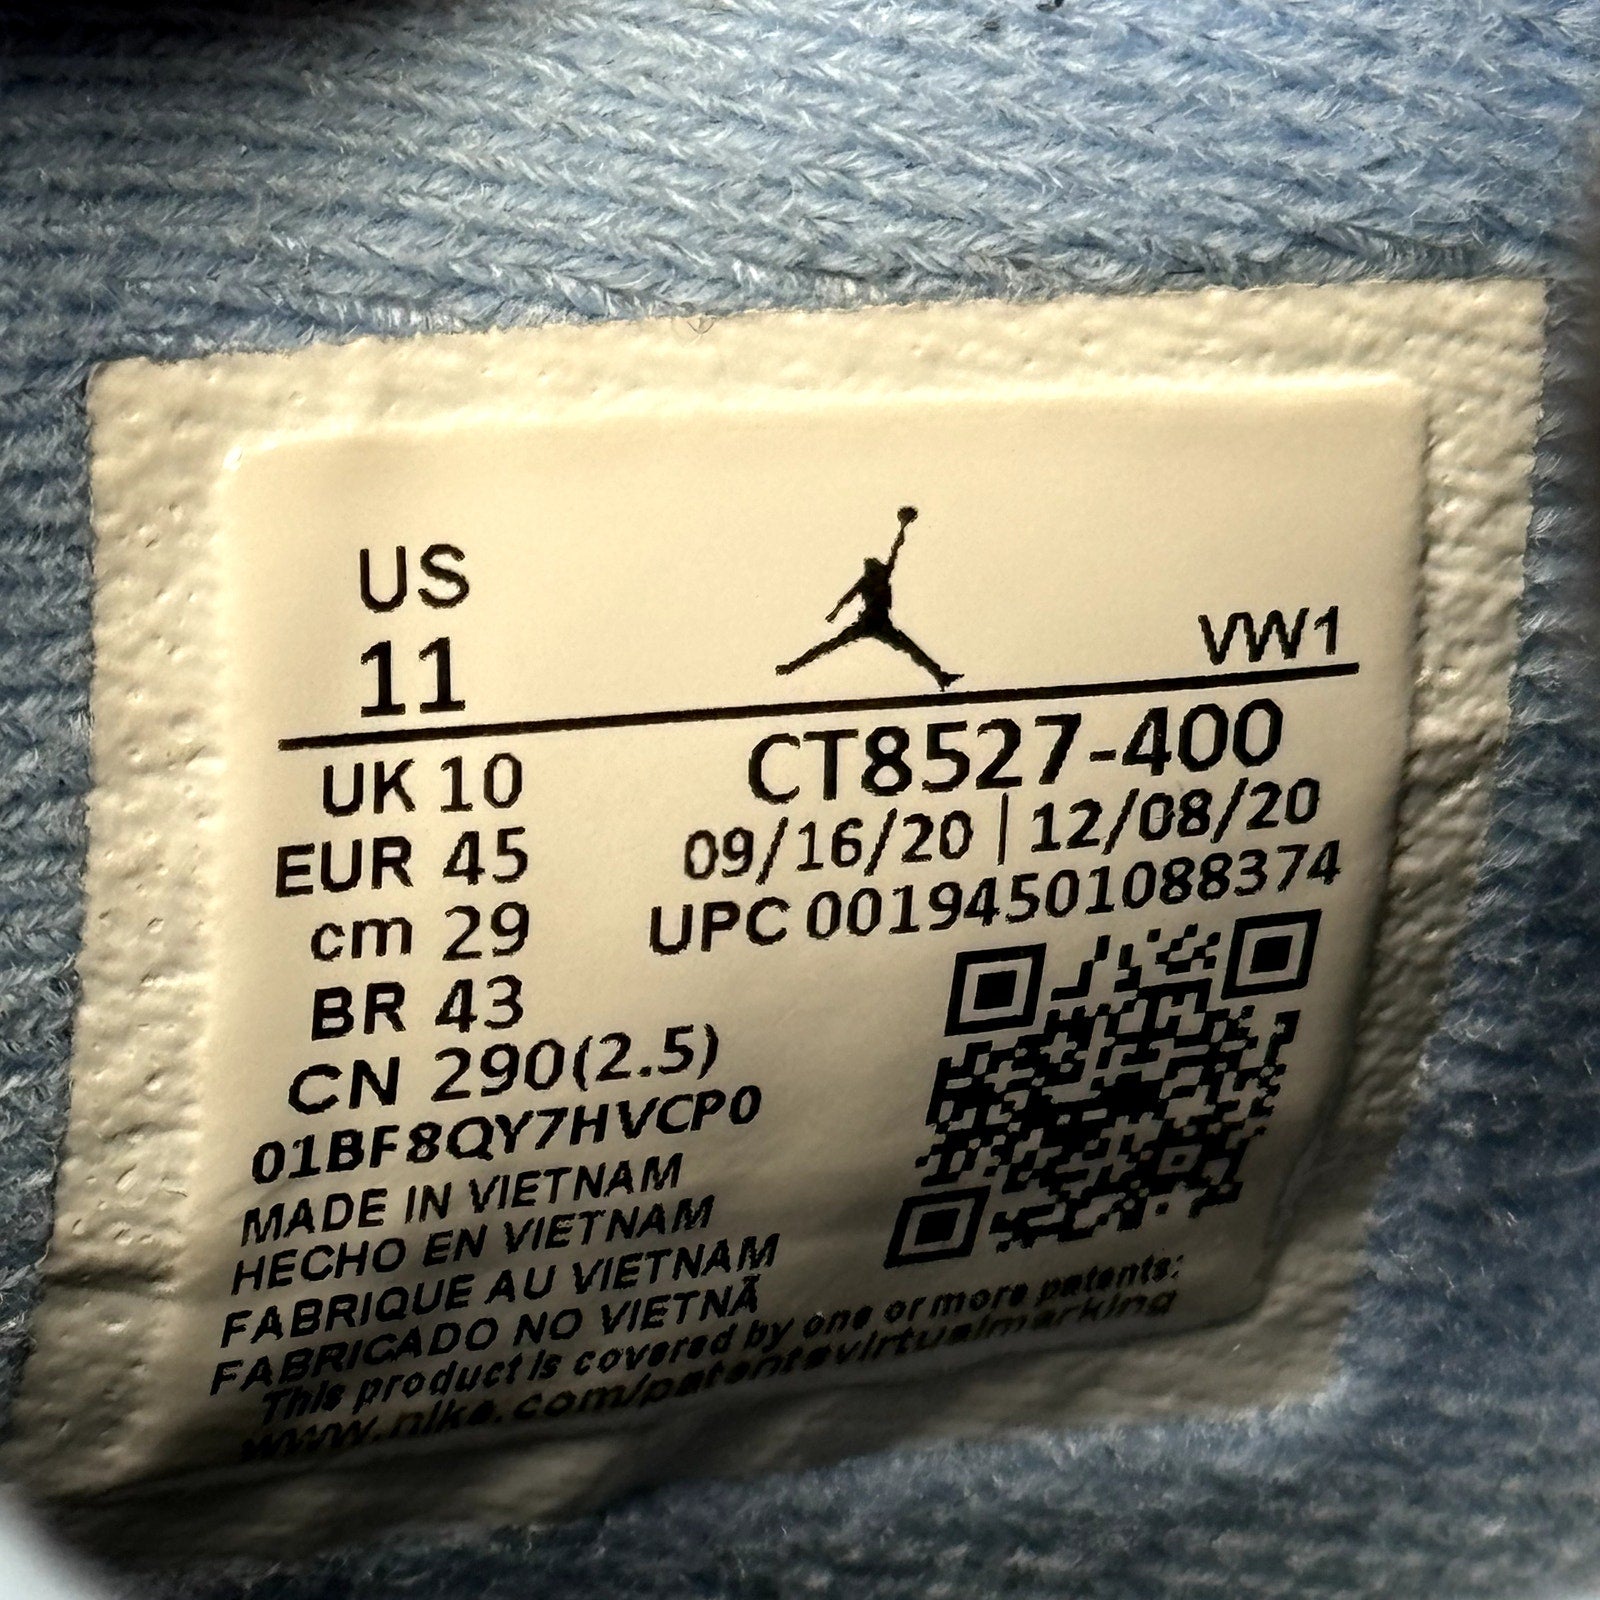 US
11
VW1
UK 10
EUR 45
cm 29
BR 43
CN 290(2.5)
CT8527-400
09/16/20 | 12/08/20
UPC 00194501088374
01BF8QY7HVCP0
MADE IN VIETNAM
HECHO EN VIETNAM
FABRIQUE AU VIETNAM
FABRICADO NO VIETNÃ
This product is covered by one or more patents:
www.nike.com/patentsvirtualmarking